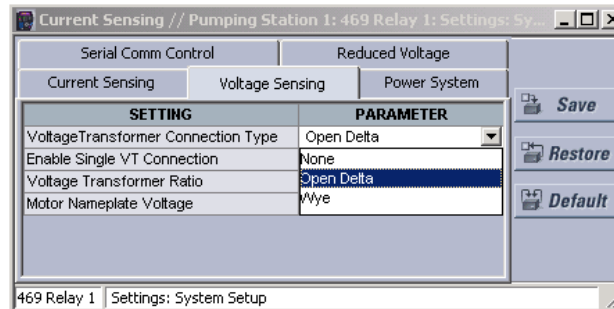 Current Sensing // Pumping Station 1: 469 Relay 1: Settings: Sy...
Serial Comm Control
Reduced Voltage
Current Sensing
Voltage Sensing
Power System
SETTING
PARAMETER
VoltageTransformer Connection Type
Open Delta
Enable Single VT Connection
None
Voltage Transformer Ratio
Open Delta
Motor Nameplate Voltage
Wye
Save
Restore
Default
469 Relay 1
Settings: System Setup